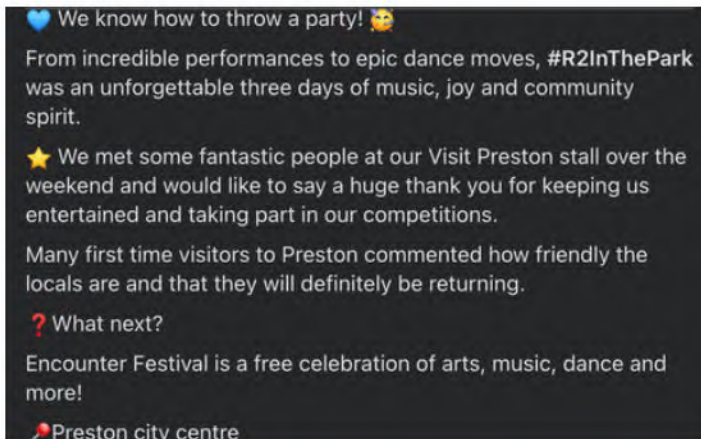 💙 We know how to throw a party! 🥳
From incredible performances to epic dance moves, #R2InThePark
was an unforgettable three days of music, joy and community
spirit.
⭐ We met some fantastic people at our Visit Preston stall over the
weekend and would like to say a huge thank you for keeping us
entertained and taking part in our competitions.
Many first time visitors to Preston commented how friendly the
locals are and that they will definitely be returning.
❓What next?
Encounter Festival is a free celebration of arts, music, dance and
more!
📍Preston city centre